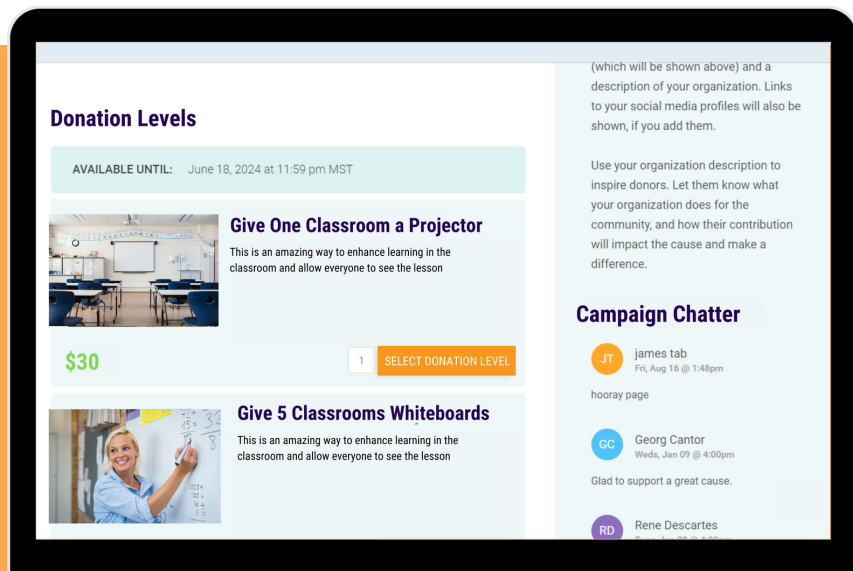 Donation Levels
AVAILABLE UNTIL: June 18, 2024 at 11:59 pm MST
Give One Classroom a Projector
This is an amazing way to enhance learning in the
classroom and allow everyone to see the lesson
$30
1
SELECT DONATION LEVEL
Give 5 Classrooms Whiteboards
This is an amazing way to enhance learning in the
classroom and allow everyone to see the lesson
(which will be shown above) and a
description of your organization. Links
to your social media profiles will also be
shown, if you add them.
Use your organization description to
inspire donors. Let them know what
your organization does for the
community, and how their contribution
will impact the cause and make a
difference.
Campaign Chatter
JT
james tab
Fri, Aug 16 @ 1:48pm
hooray page
GC
Georg Cantor
Weds, Jan 09 @ 4:00pm
Glad to support a great cause.
RD
Rene Descartes